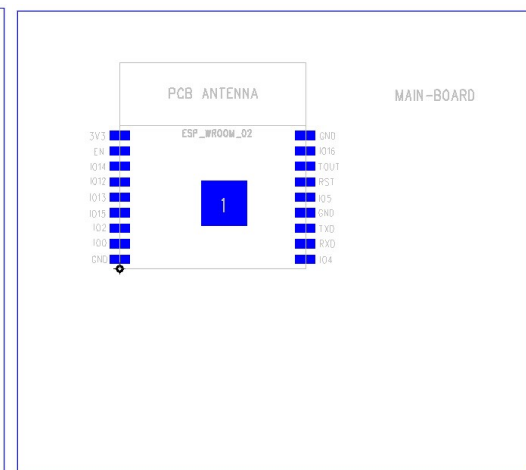 PCB ANTENNA
MAIN-BOARD
ESP_WROOM_02
3V3 GND
EN IO16
IO14 TOUT
IO12 RST
IO13 IO5
IO15 GND
IO2 TXD
IO0 RXD
GND IO4
1